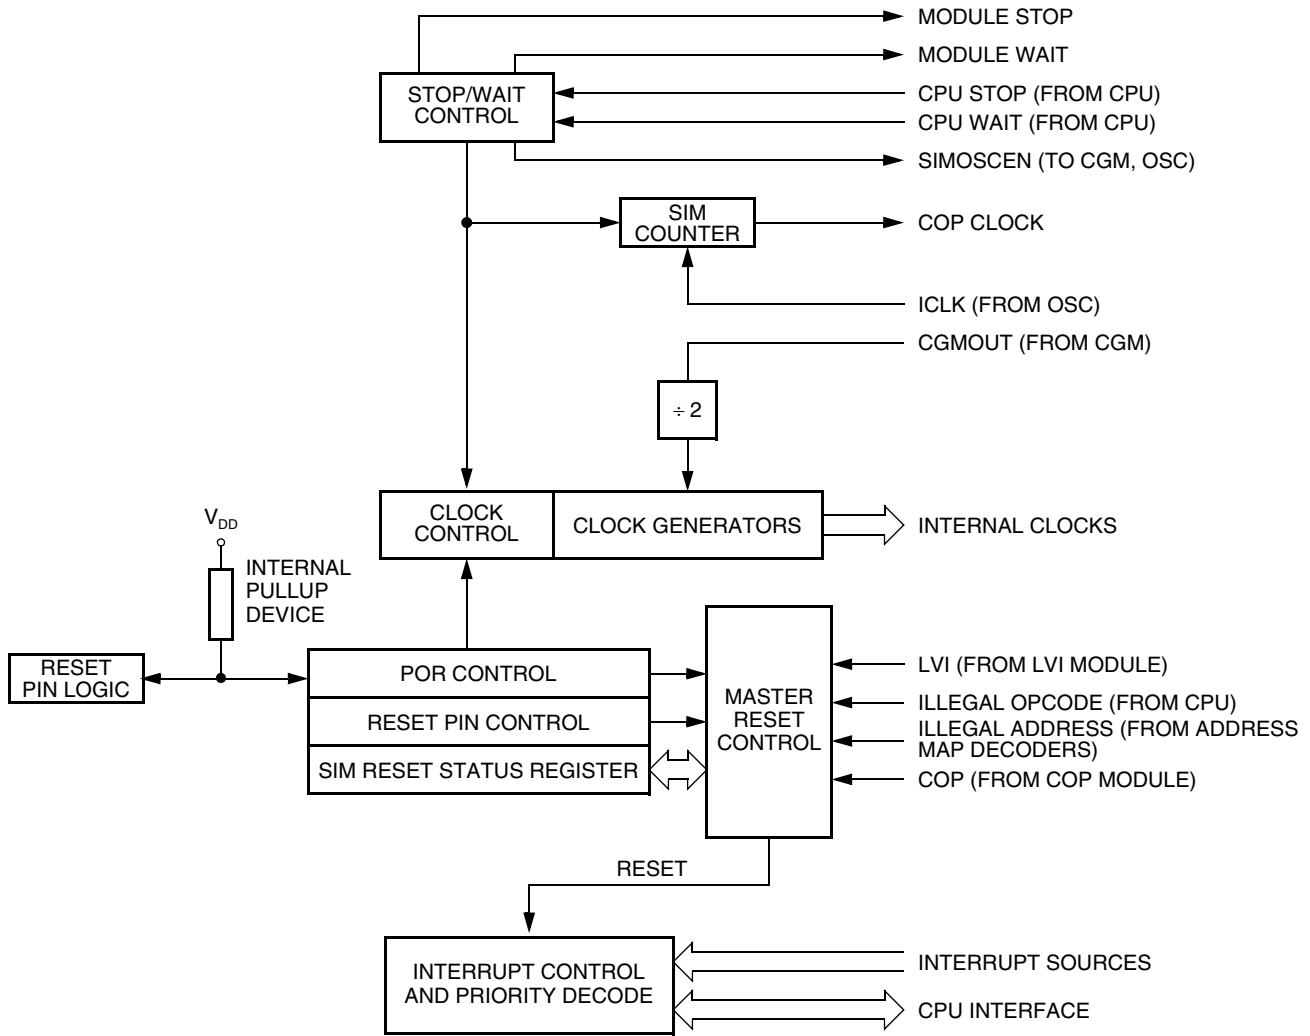 MODULE STOP
MODULE WAIT
STOP/WAIT
CONTROL
CPU STOP (FROM CPU)
CPU WAIT (FROM CPU)
SIMOSCEN (TO CGM, OSC)
SIM
COUNTER
COP CLOCK
ICLK (FROM OSC)
CGMOUT (FROM CGM)
÷ 2
CLOCK
CONTROL
CLOCK GENERATORS
INTERNAL CLOCKS
VDD
INTERNAL
PULLUP
DEVICE
RESET
PIN LOGIC
POR CONTROL
RESET PIN CONTROL
SIM RESET STATUS REGISTER
MASTER
RESET
CONTROL
LVI (FROM LVI MODULE)
ILLEGAL OPCODE (FROM CPU)
ILLEGAL ADDRESS (FROM ADDRESS
MAP DECODERS)
COP (FROM COP MODULE)
RESET
INTERRUPT CONTROL
AND PRIORITY DECODE
INTERRUPT SOURCES
CPU INTERFACE